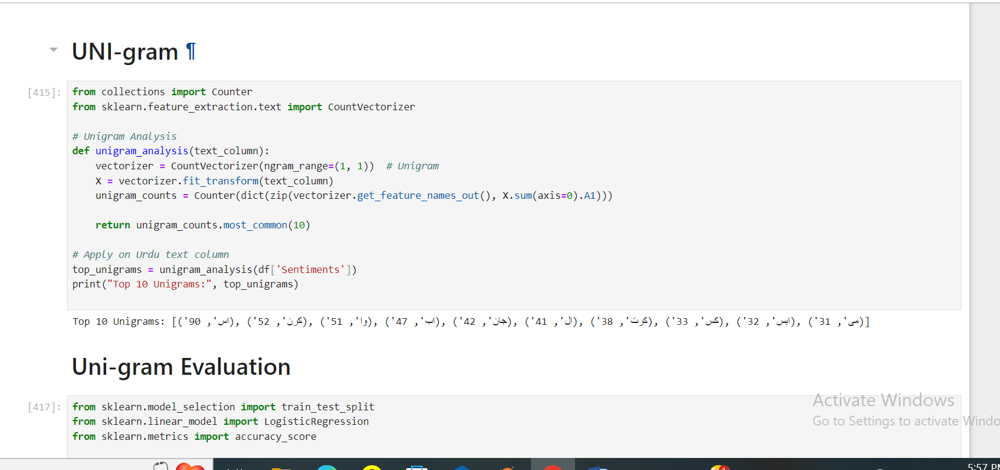 UNI-gram ¶
[415]:
from collections import Counter
from sklearn.feature_extraction.text import CountVectorizer
# Unigram Analysis
def unigram_analysis(text_column):
    vectorizer = CountVectorizer(ngram_range=(1, 1))  # Unigram
    X = vectorizer.fit_transform(text_column)
    unigram_counts = Counter(dict(zip(vectorizer.get_feature_names_out(), X.sum(axis=0).A1)))
    return unigram_counts.most_common(10)
# Apply on Urdu text column
top_unigrams = unigram_analysis(df['Sentiments'])
print("Top 10 Unigrams:", top_unigrams)
Top 10 Unigrams: [('اس', 90), ('کرن', 52), ('وا', 51), ('اب', 47), ('جان', 42), ('ال', 41), ('کرت', 38), ('کس', 33), ('ایس', 32), ('می', 31)]
Uni-gram Evaluation
[417]:
from sklearn.model_selection import train_test_split
from sklearn.linear_model import LogisticRegression
from sklearn.metrics import accuracy_score
Activate Windows
Go to Settings to activate Windo
5:57 PM